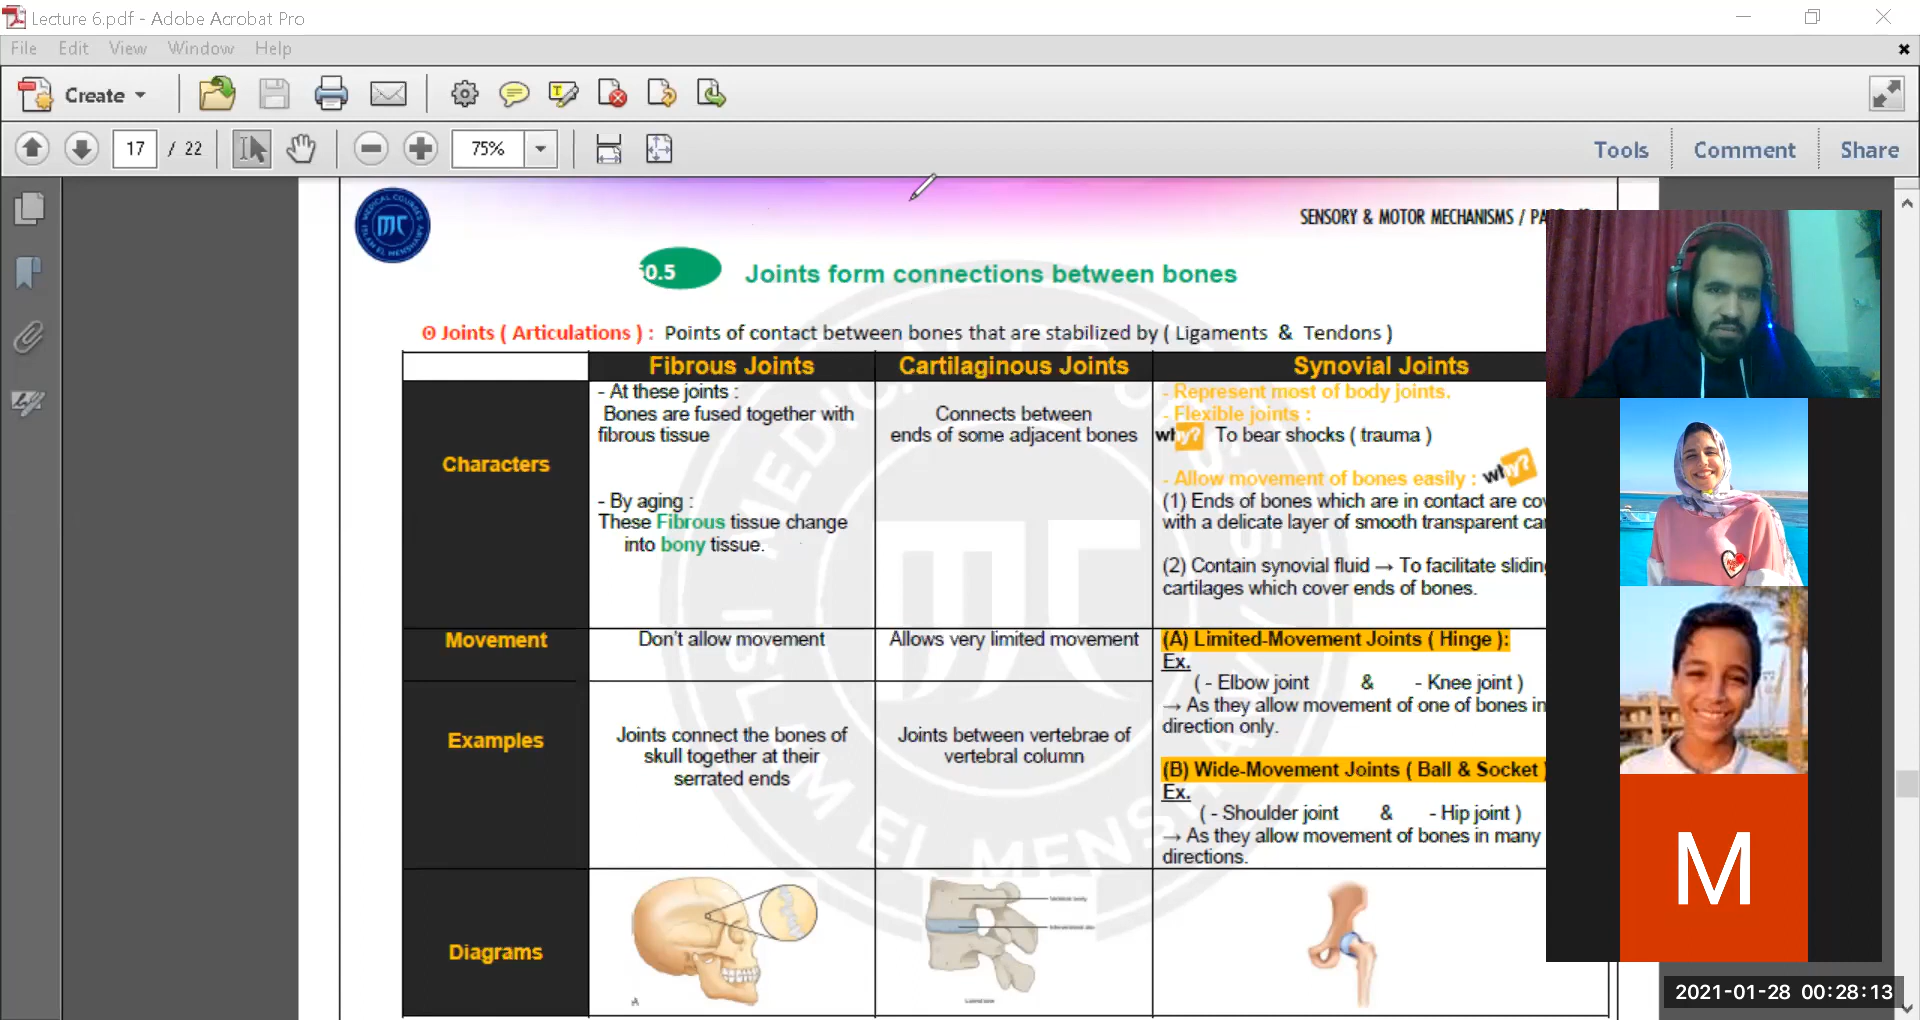 Lecture 6.pdf - Adobe Acrobat Pro
File Edit View Window Help
Create
17 / 22 75% Tools Comment Share
MEDICAL COURSES
ISLAM EL MENSHAWY
SENSORY & MOTOR MECHANISMS /
0.5 Joints form connections between bones
ʘ Joints ( Articulations ) : Points of contact between bones that are stabilized by ( Ligaments & Tendons )
Fibrous Joints Cartilaginous Joints Synovial Joints
Characters
- At these joints :
Bones are fused together with
fibrous tissue
- By aging :
These Fibrous tissue change
into bony tissue.
Connects between
ends of some adjacent bones
- Represent most of body joints.
- Flexible joints :
why? To bear shocks ( trauma )
- Allow movement of bones easily : why?
(1) Ends of bones which are in contact are
with a delicate layer of smooth transparent
(2) Contain synovial fluid → To facilitate
cartilages which cover ends of bones.
Movement
Don't allow movement
Allows very limited movement
(A) Limited-Movement Joints ( Hinge ):
Ex.
( - Elbow joint & - Knee joint )
→ As they allow movement of one of bones in
direction only.
(B) Wide-Movement Joints ( Ball & Socket
Ex.
( - Shoulder joint & - Hip joint )
→ As they allow movement of bones in many
directions.
Examples
Joints connect the bones of
skull together at their
serrated ends
Joints between vertebrae of
vertebral column
Diagrams
A
M
2021-01-28 00:28:13